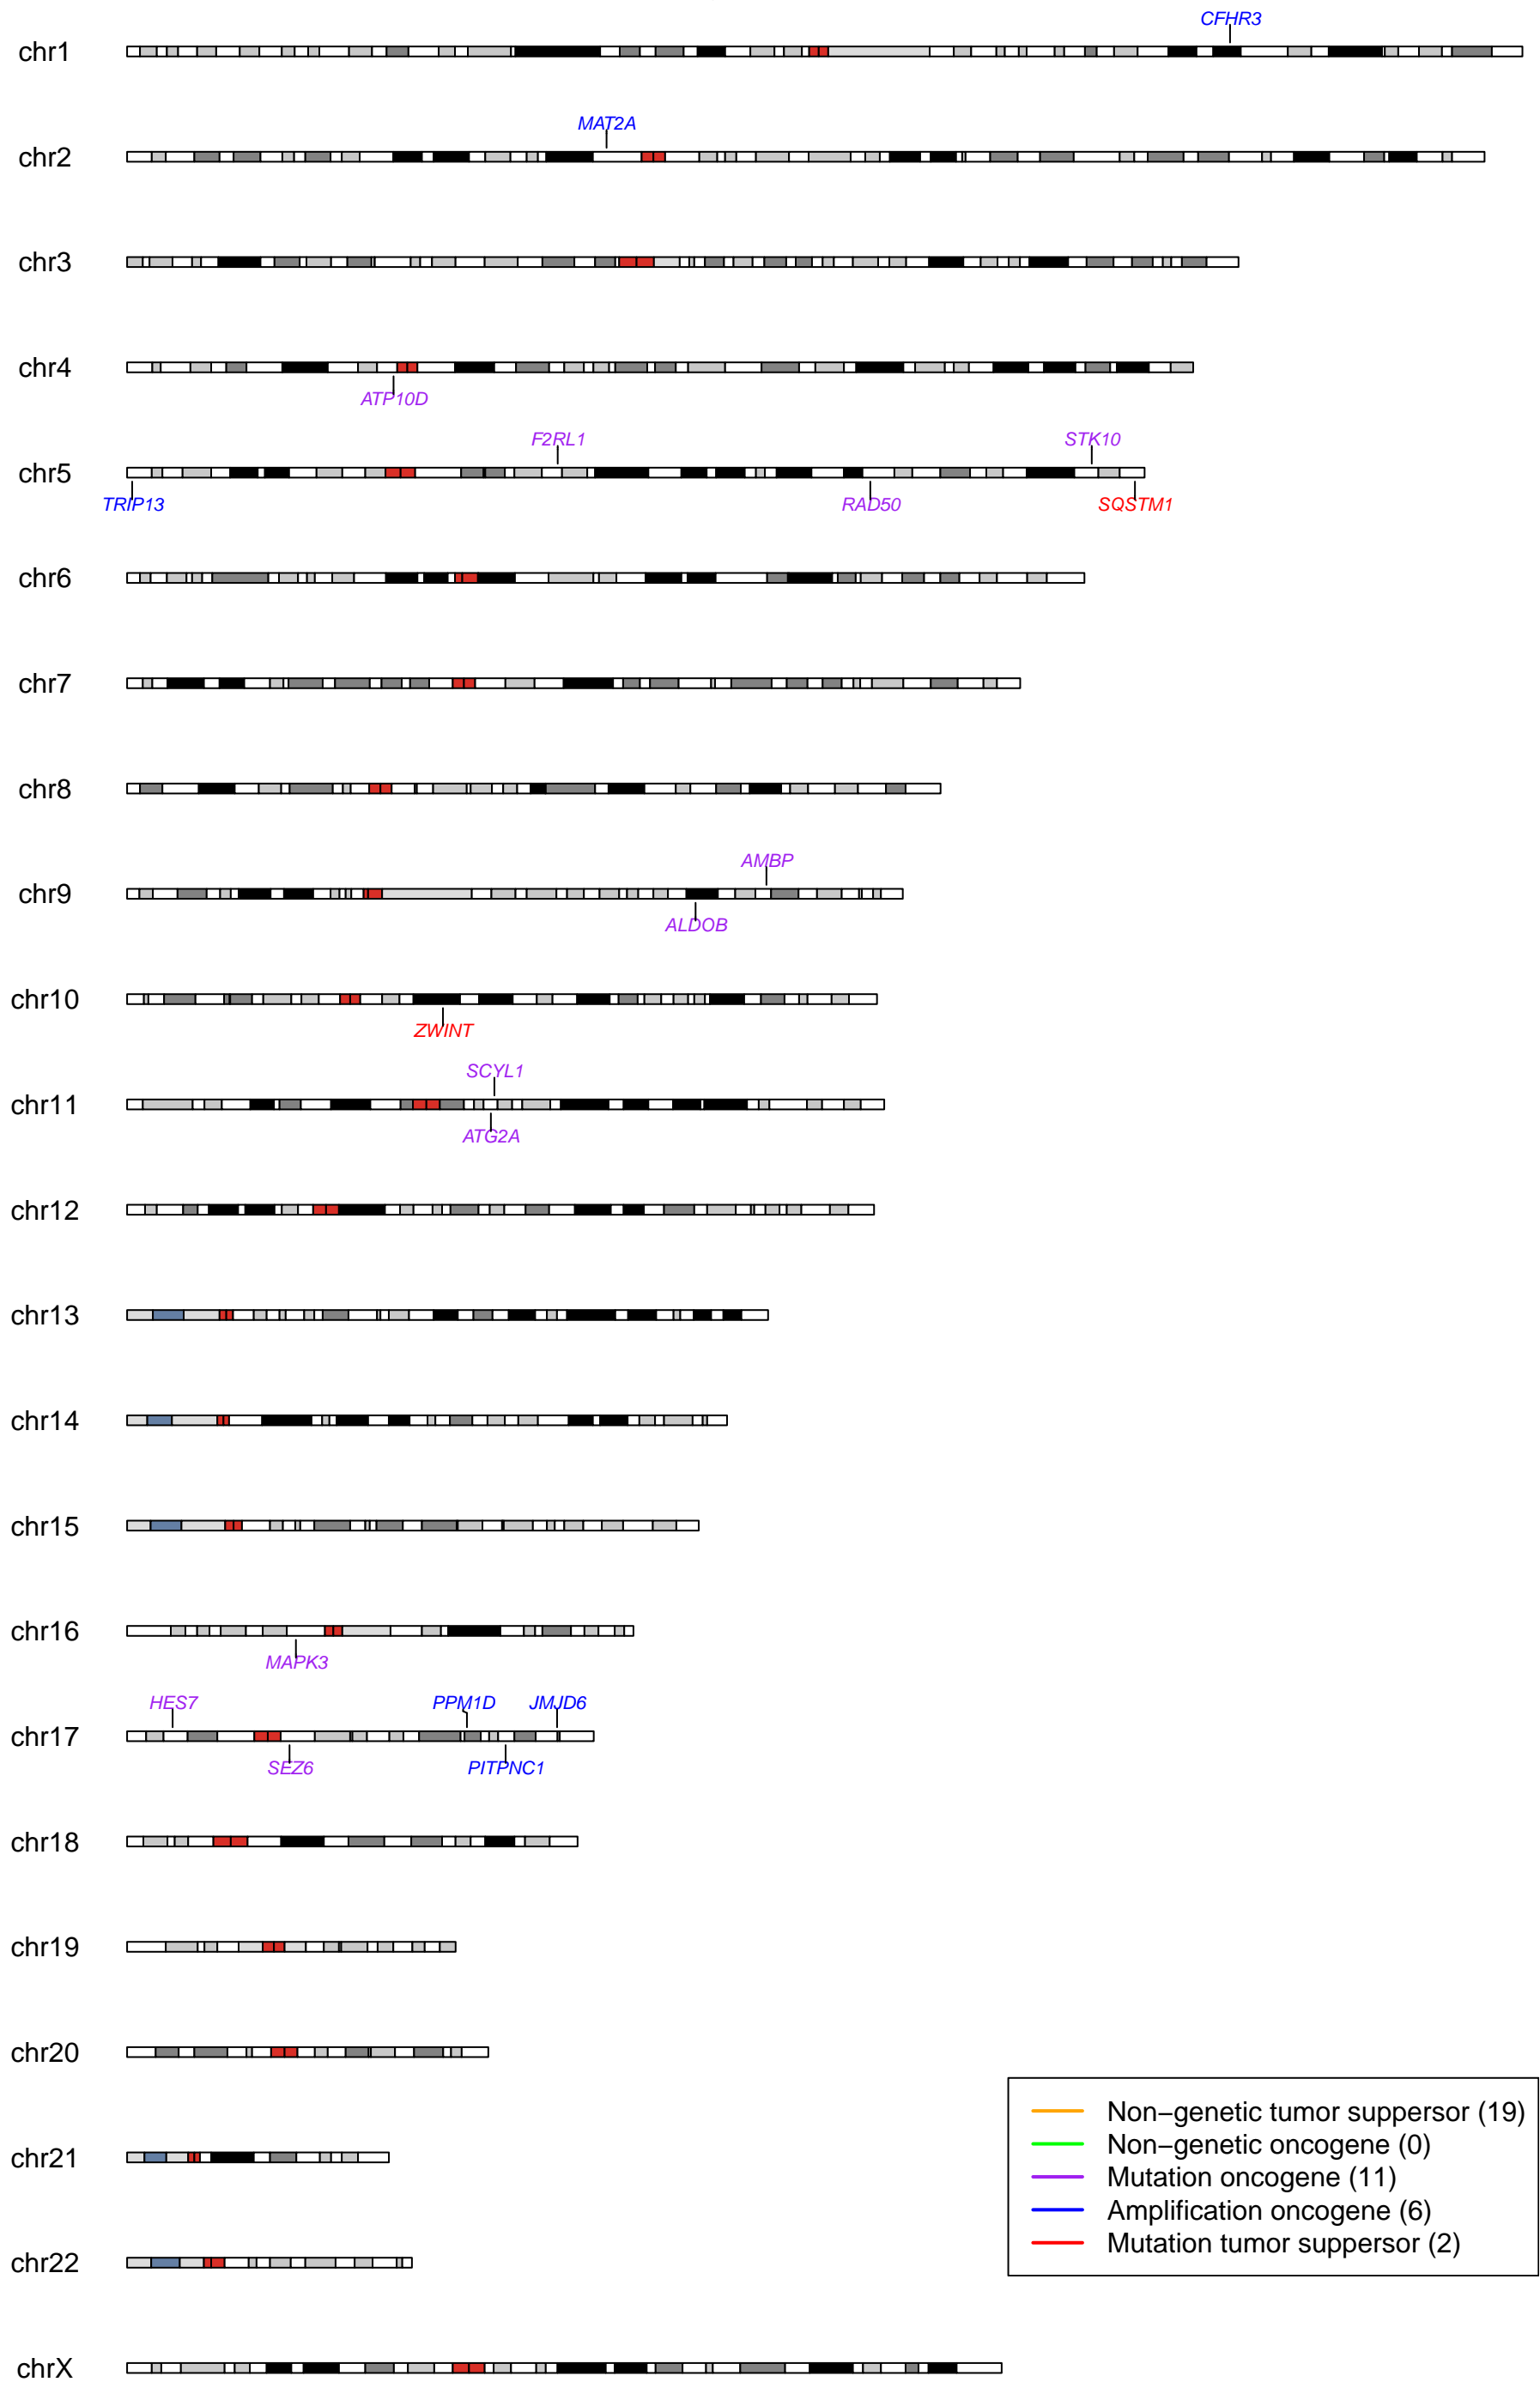 CFHR3
chr1
MAT2A
chr2
chr3
chr4
ATP10D
F2RL1 STK10
chr5
TRIP13 RAD50 SQSTM1
chr6
chr7
chr8
AMBP
chr9
ALDOB
chr10
ZWINT
SCYL1
chr11
ATG2A
chr12
chr13
chr14
chr15
chr16
MAPK3
HES7 PPM1D JMJD6
chr17
SEZ6 PITPNC1
chr18
chr19
chr20
chr21
chr22
chrX
Non−genetic tumor suppersor (19)
Non−genetic oncogene (0)
Mutation oncogene (11)
Amplification oncogene (6)
Mutation tumor suppersor (2)